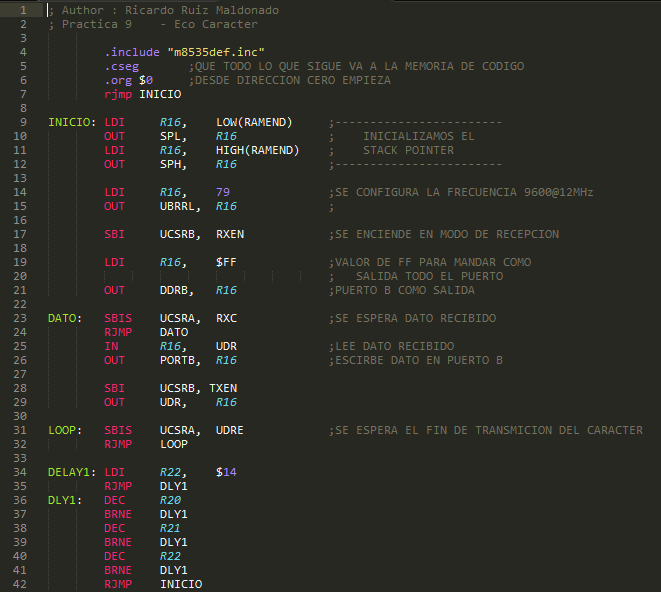 1 ; Author : Ricardo Ruiz Maldonado
2 ; Practica 9    - Eco Caracter
3
4         .include "m8535def.inc"
5         .cseg       ;QUE TODO LO QUE SIGUE VA A LA MEMORIA DE CODIGO
6         .org $0     ;DESDE DIRECCION CERO EMPIEZA
7         rjmp INICIO
8
9 INICIO: LDI     R16,    LOW(RAMEND)     ;------------------------
10         OUT     SPL,    R16             ;    INICIALIZAMOS EL
11         LDI     R16,    HIGH(RAMEND)    ;    STACK POINTER
12         OUT     SPH,    R16             ;------------------------
13
14         LDI     R16,    79              ;SE CONFIGURA LA FRECUENCIA 9600@12MHz
15         OUT     UBRRL,  R16             ;
16
17         SBI     UCSRB,  RXEN            ;SE ENCIENDE EN MODO DE RECEPCION
18
19         LDI     R16,    $FF             ;VALOR DE FF PARA MANDAR COMO
20                                         ;   SALIDA TODO EL PUERTO
21         OUT     DDRB,   R16             ;PUERTO B COMO SALIDA
22
23 DATO:   SBIS    UCSRA,  RXC             ;SE ESPERA DATO RECIBIDO
24         RJMP    DATO
25         IN      R16,    UDR             ;LEE DATO RECIBIDO
26         OUT     PORTB,  R16             ;ESCIRBE DATO EN PUERTO B
27
28         SBI     UCSRB, TXEN
29         OUT     UDR,    R16
30
31 LOOP:   SBIS    UCSRA,  UDRE            ;SE ESPERA EL FIN DE TRANSMICION DEL CARACTER
32         RJMP    LOOP
33
34 DELAY1: LDI     R22,    $14
35         RJMP    DLY1
36 DLY1:   DEC     R20
37         BRNE    DLY1
38         DEC     R21
39         BRNE    DLY1
40         DEC     R22
41         BRNE    DLY1
42         RJMP    INICIO